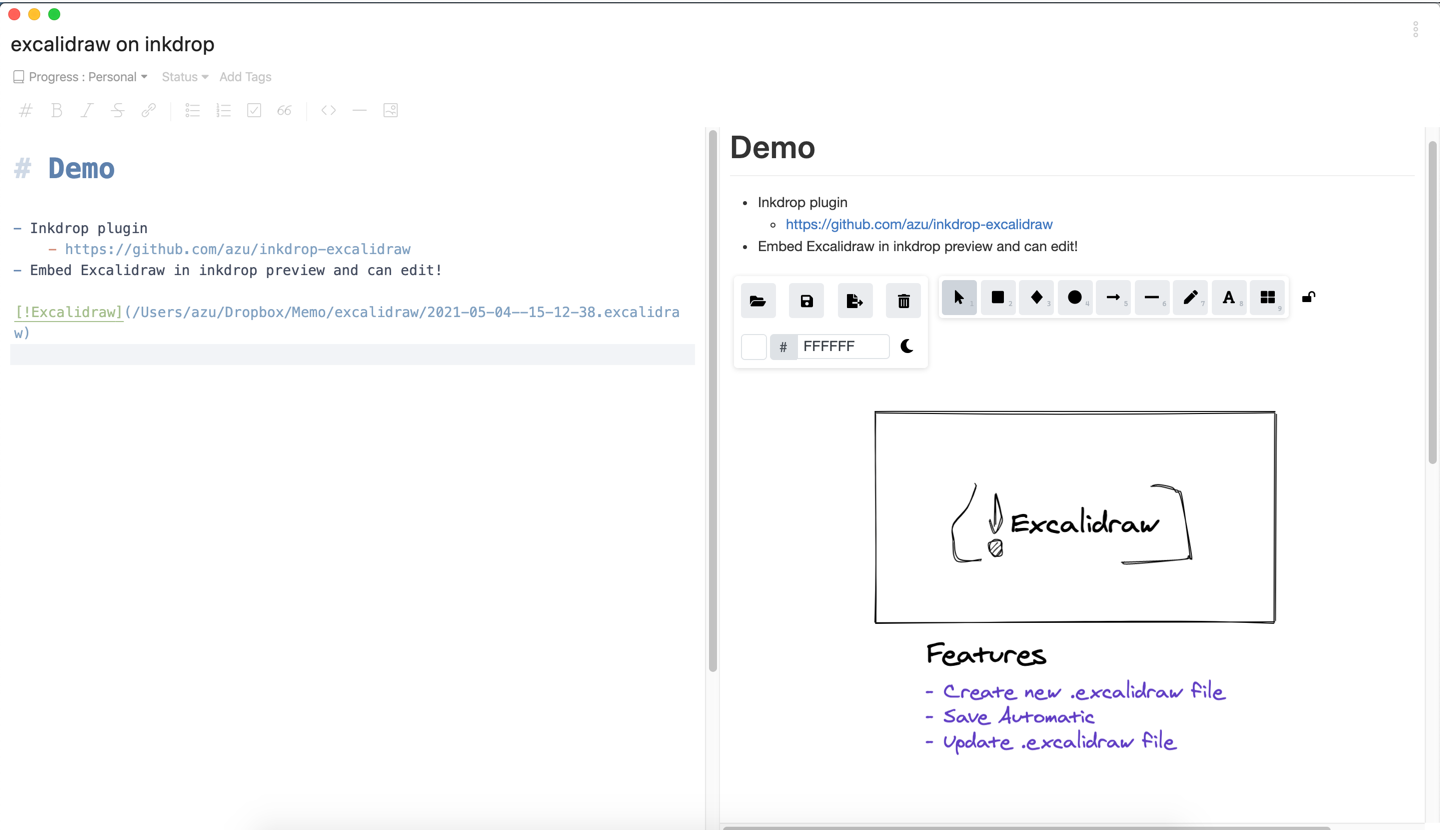 excalidraw on inkdrop
Progress : Personal Status Add Tags
# B I S 66 <>
# Demo
- Inkdrop plugin
- https://github.com/azu/inkdrop-excalidraw
- Embed Excalidraw in inkdrop preview and can edit!
[!Excalidraw](/Users/azu/Dropbox/Memo/excalidraw/2021-05-04--15-12-38.excalidra
w)
Demo
• Inkdrop plugin
◦ https://github.com/azu/inkdrop-excalidraw
• Embed Excalidraw in inkdrop preview and can edit!
1 2 3 4 5 6 7 A 8 9
# FFFFFF
[!Excalidraw]
Features
- Create new .excalidraw file
- Save Automatic
- Update .excalidraw file